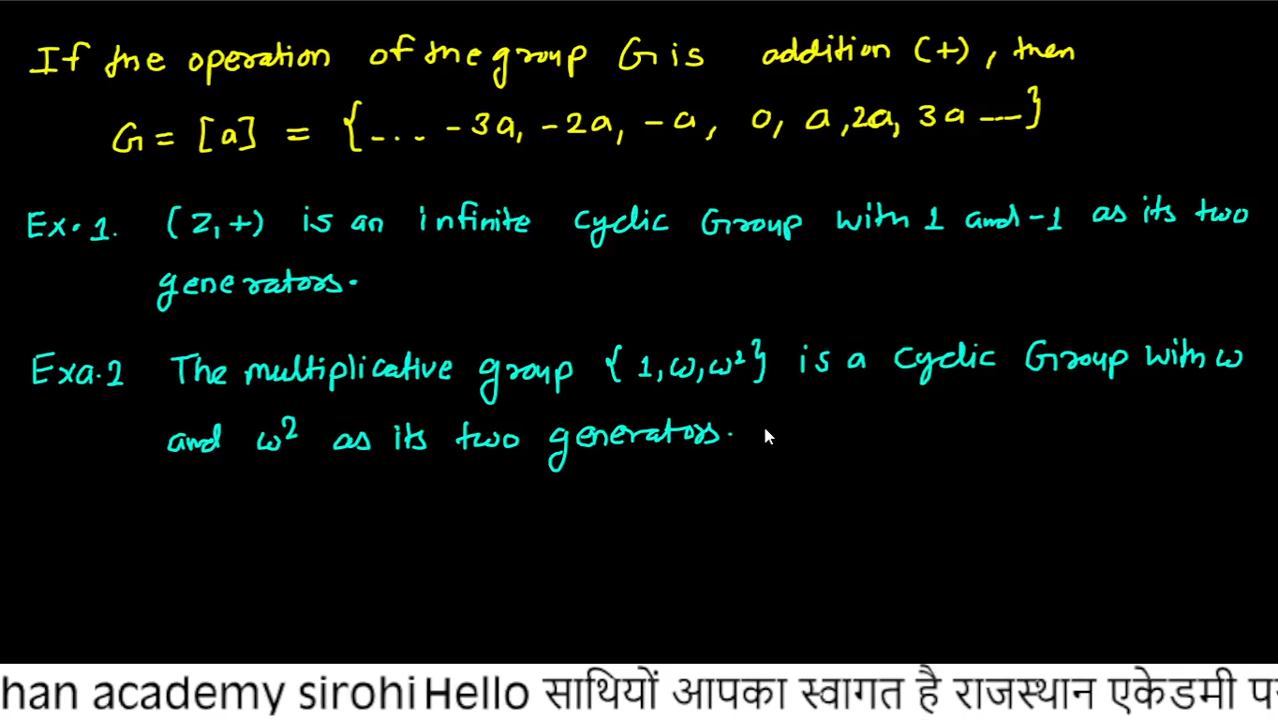 If the operation of the group G is addition (+), then
G = [a] = {... -3a, -2a, -a, 0, a, 2a, 3a ---}
Ex.1. (Z,+) is an infinite cyclic Group with 1 and -1 as its two
generators.
Exa.2 The multiplicative group {1, ω, ω²} is a cyclic Group with ω
and ω² as its two generators.
han academy sirohi Hello साथियों आपका स्वागत है राजस्थान एकेडमी